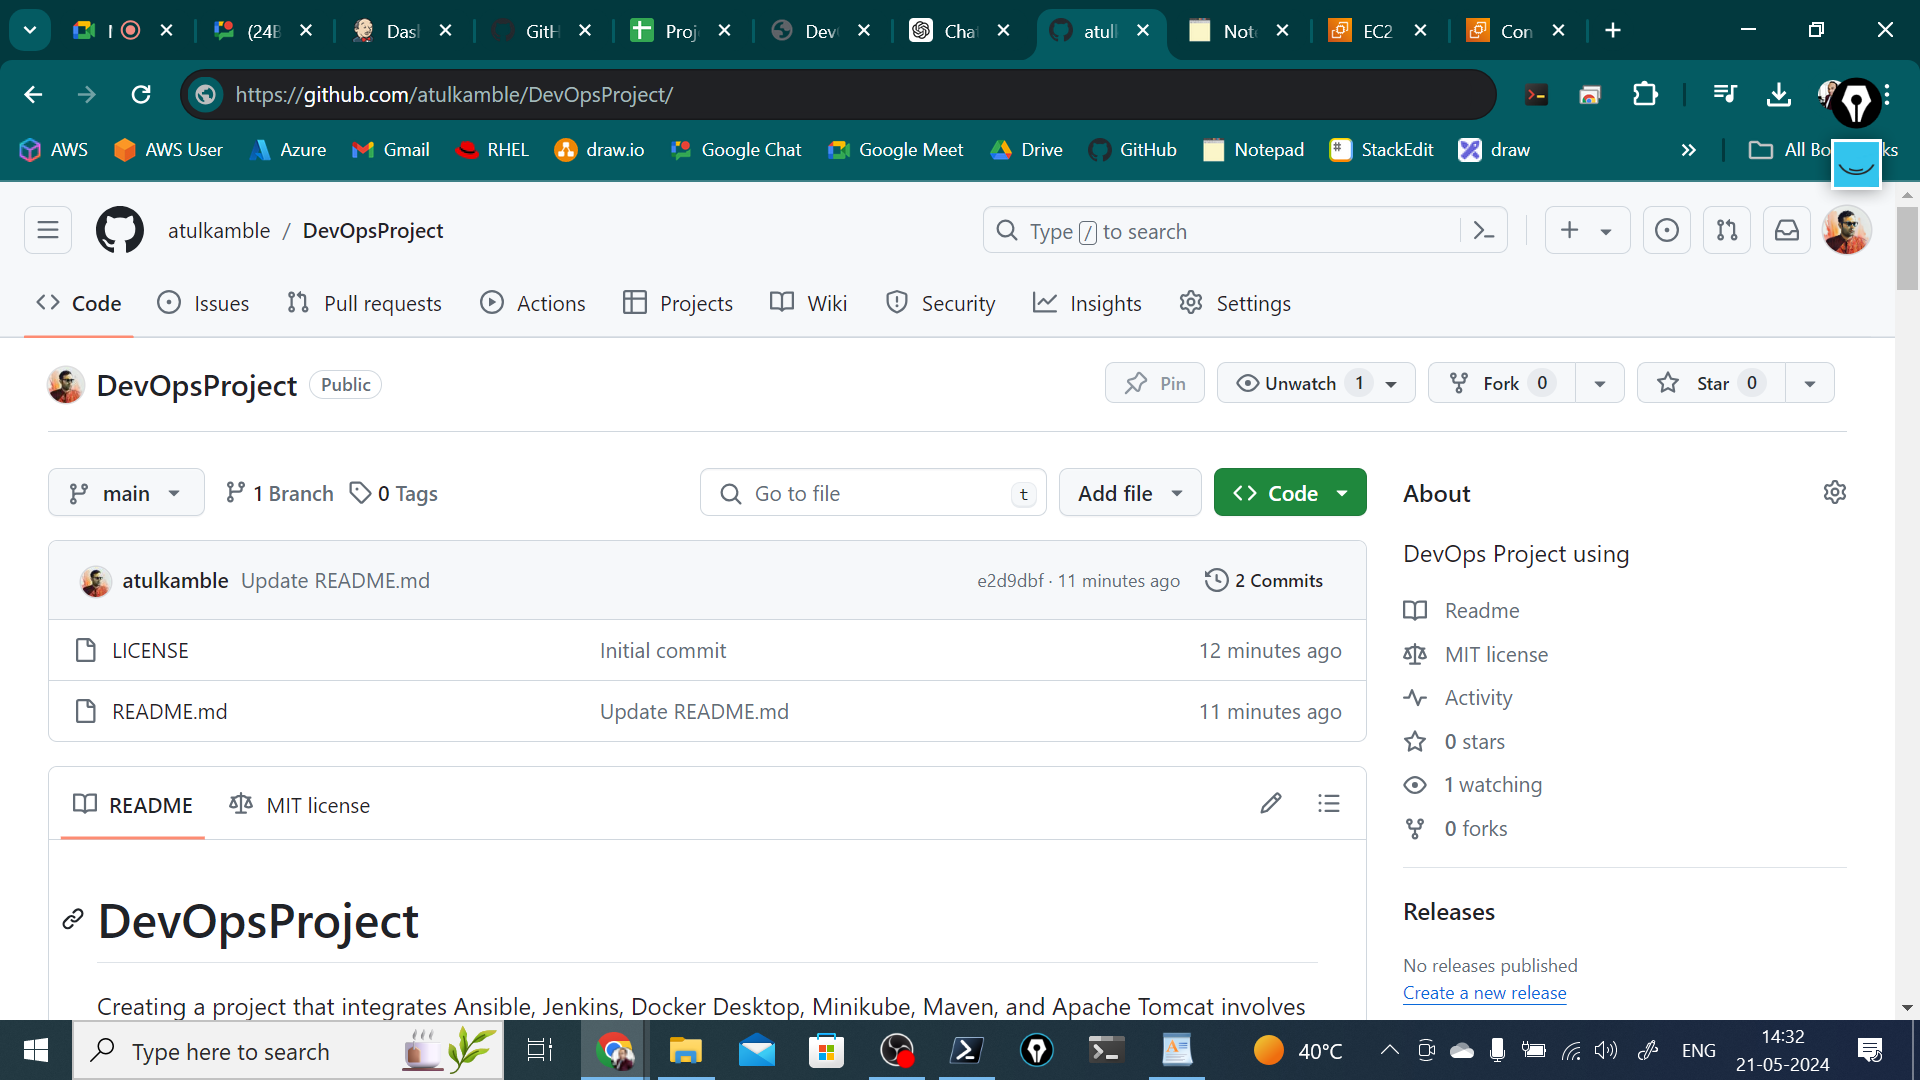 (24B
Das
GitH
Proj
Dev
Cha
atul
Not
EC2
Con
https://github.com/atulkamble/DevOpsProject/
AWS
AWS User
Azure
Gmail
RHEL
draw.io
Google Chat
Google Meet
Drive
GitHub
Notepad
StackEdit
draw
All Bo ks
atulkamble / DevOpsProject
Type / to search
Code
Issues
Pull requests
Actions
Projects
Wiki
Security
Insights
Settings
DevOpsProject
Public
Pin
Unwatch 1
Fork 0
Star 0
main
1 Branch
0 Tags
Go to file
t
Add file
Code
atulkamble Update README.md
e2d9dbf · 11 minutes ago
2 Commits
LICENSE
Initial commit
12 minutes ago
README.md
Update README.md
11 minutes ago
README
MIT license
DevOpsProject
Creating a project that integrates Ansible, Jenkins, Docker Desktop, Minikube, Maven, and Apache Tomcat involves
About
DevOps Project using
Readme
MIT license
Activity
0 stars
1 watching
0 forks
Releases
No releases published
Create a new release
Type here to search
40°C
ENG
14:32
21-05-2024